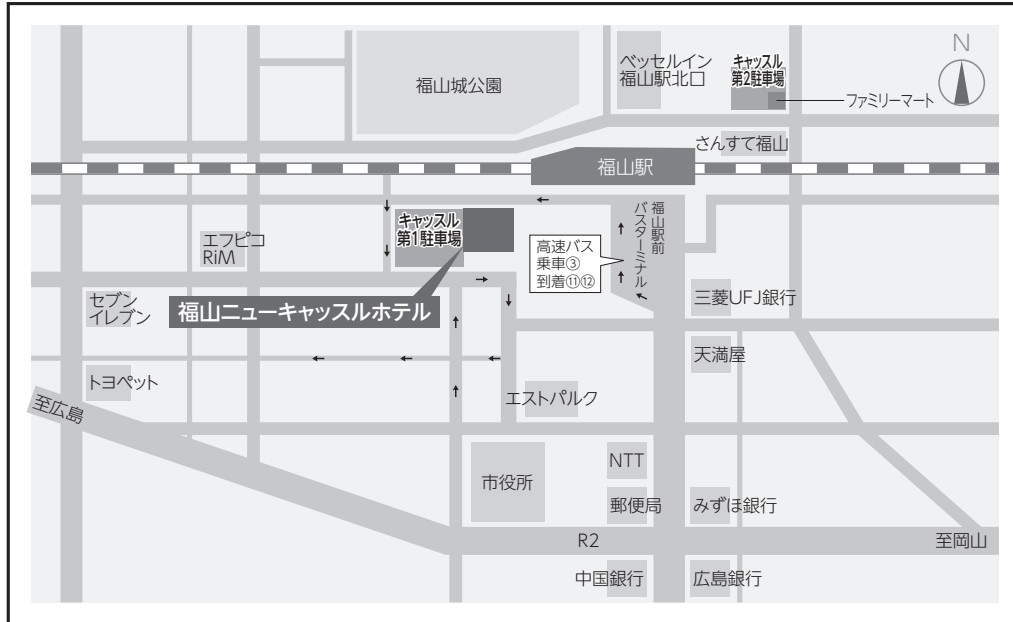 N
福山城公園
ベッセルイン
福山駅北口
キャッスル
第2駐車場
ファミリーマート
さんすて福山
福山駅
キャッスル
第1駐車場
エフピコ
RiM
福山駅前
バスターミナル
高速バス
乗車③
到着⑪⑫
セブン
イレブン
福山ニューキャッスルホテル
三菱UFJ銀行
天満屋
トヨペット
エストパルク
至広島
市役所
NTT
郵便局
みずほ銀行
R2
至岡山
中国銀行
広島銀行